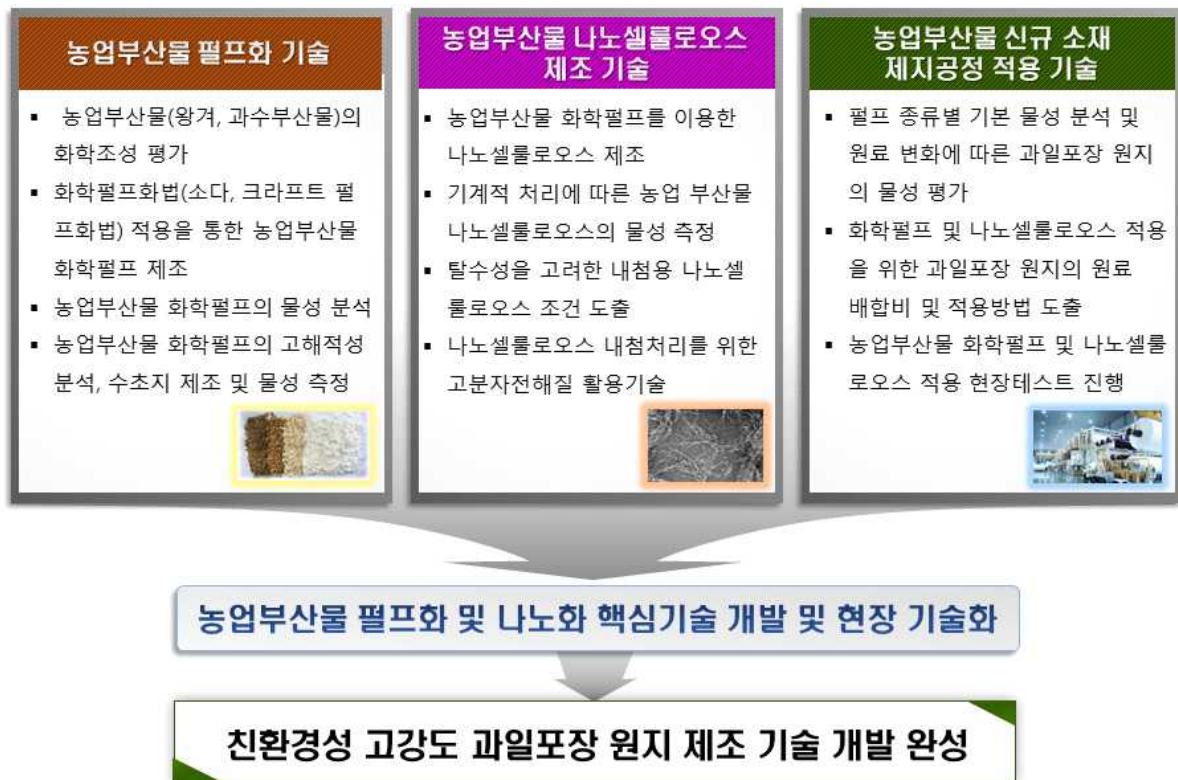 농업부산물 펄프화 기술
▪ 농업부산물(왕겨, 과수부산물)의
화학조성 평가
▪ 화학펄프화법(소다, 크라프트 펄
프화법) 적용을 통한 농업부산물
화학펄프 제조
▪ 농업부산물 화학펄프의 물성 분석
▪ 농업부산물 화학펄프의 고해적성
분석, 수초지 제조 및 물성 측정
농업부산물 나노셀룰로오스
제조 기술
▪ 농업부산물 화학펄프를 이용한
나노셀룰로오스 제조
▪ 기계적 처리에 따른 농업 부산물
나노셀룰로오스의 물성 측정
▪ 탈수성을 고려한 내첨용 나노셀
룰로오스 조건 도출
▪ 나노셀룰로오스 내첨처리를 위한
고분자전해질 활용기술
농업부산물 신규 소재
제지공정 적용 기술
▪ 펄프 종류별 기본 물성 분석 및
원료 변화에 따른 과일포장 원지
의 물성 평가
▪ 화학펄프 및 나노셀룰로오스 적용
을 위한 과일포장 원지의 원료
배합비 및 적용방법 도출
▪ 농업부산물 화학펄프 및 나노셀룰
로오스 적용 현장테스트 진행
농업부산물 펄프화 및 나노화 핵심기술 개발 및 현장 기술화
친환경성 고강도 과일포장 원지 제조 기술 개발 완성